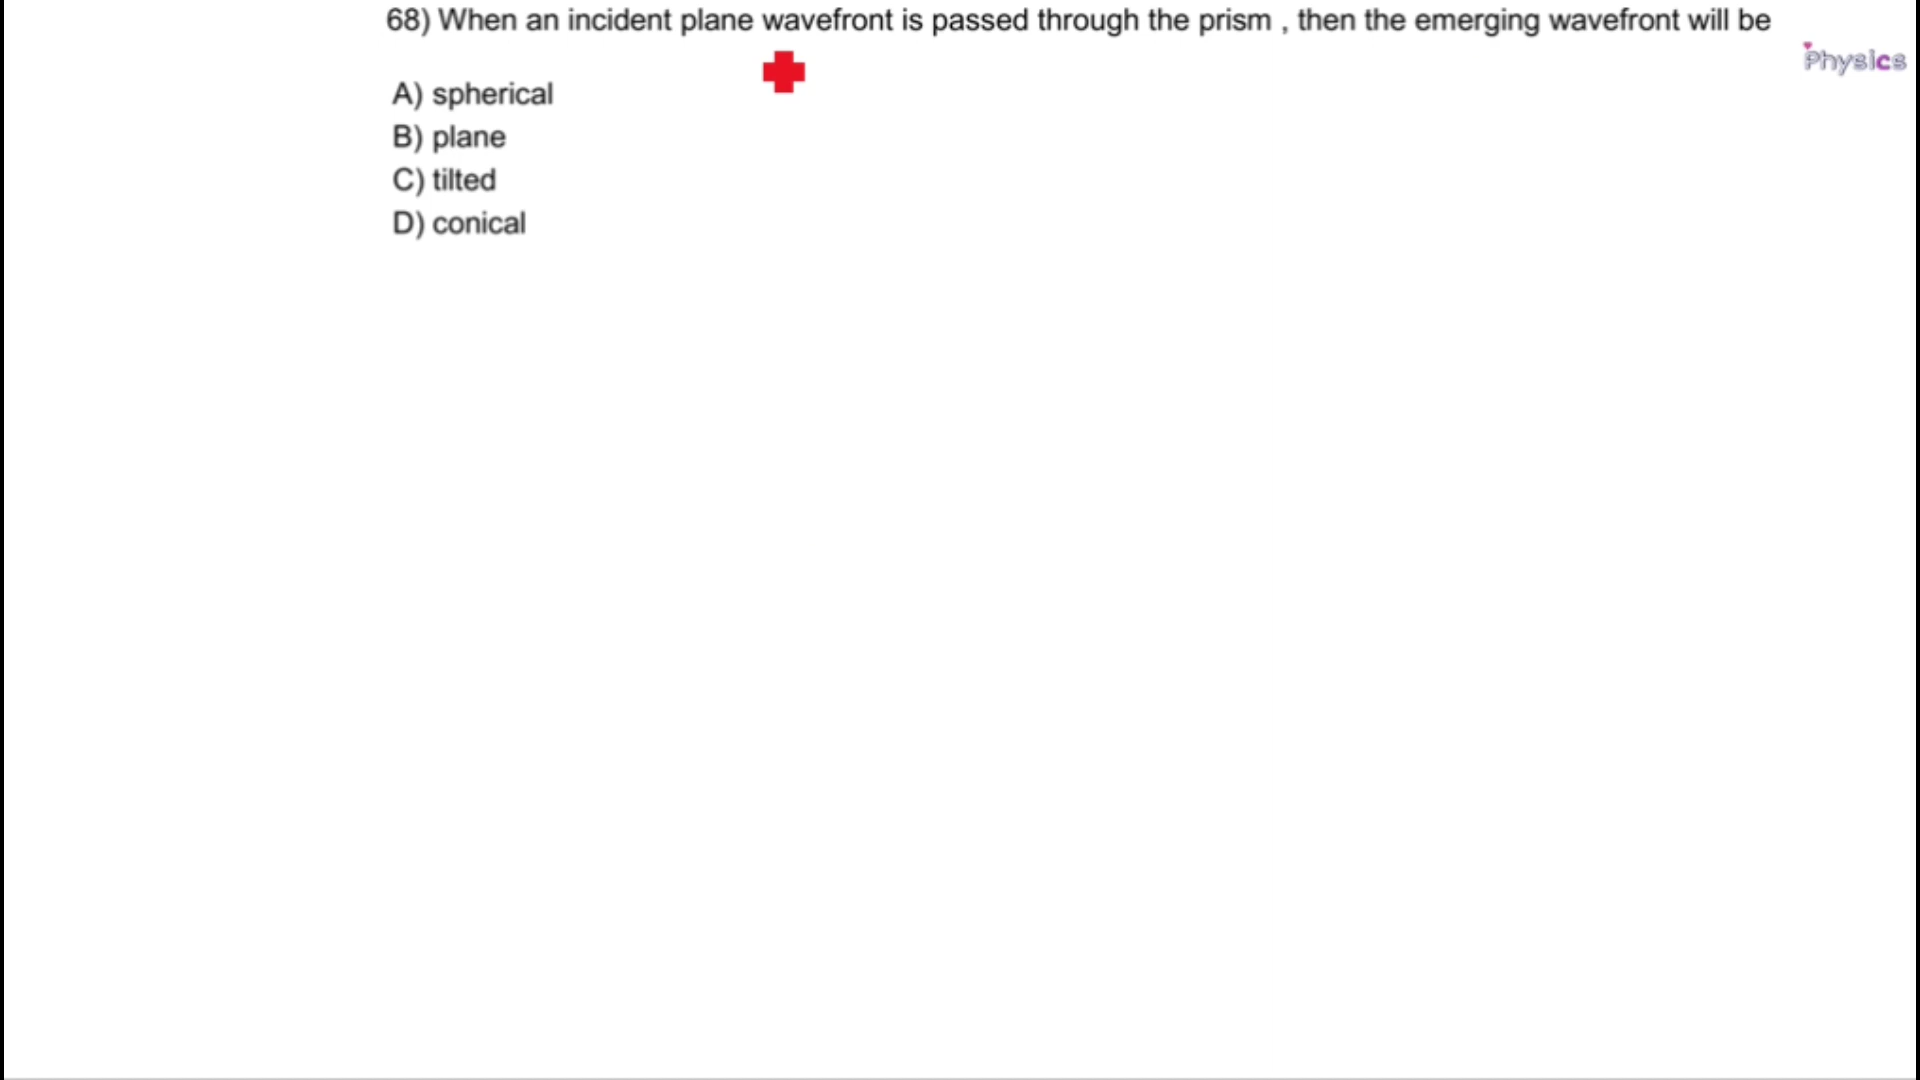 68) When an incident plane wavefront is passed through the prism , then the emerging wavefront will be
Physics
A) spherical
B) plane
C) tilted
D) conical